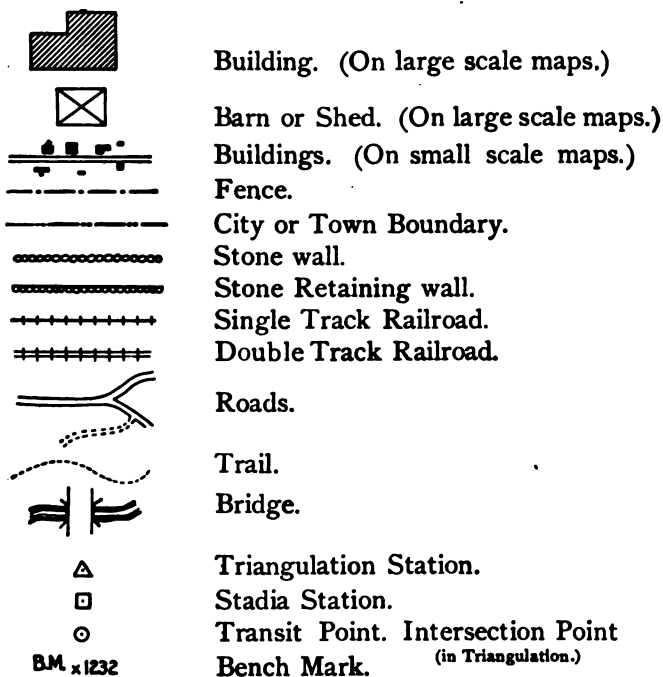 Building. (On large scale maps.)
Barn or Shed. (On large scale maps.)
Buildings. (On small scale maps.)
Fence.
City or Town Boundary.
Stone wall.
Stone Retaining wall.
Single Track Railroad.
Double Track Railroad.
Roads.
Trail.
Bridge.
Triangulation Station.
Stadia Station.
Transit Point. Intersection Point
(in Triangulation.)
B.M. x 1232 Bench Mark.